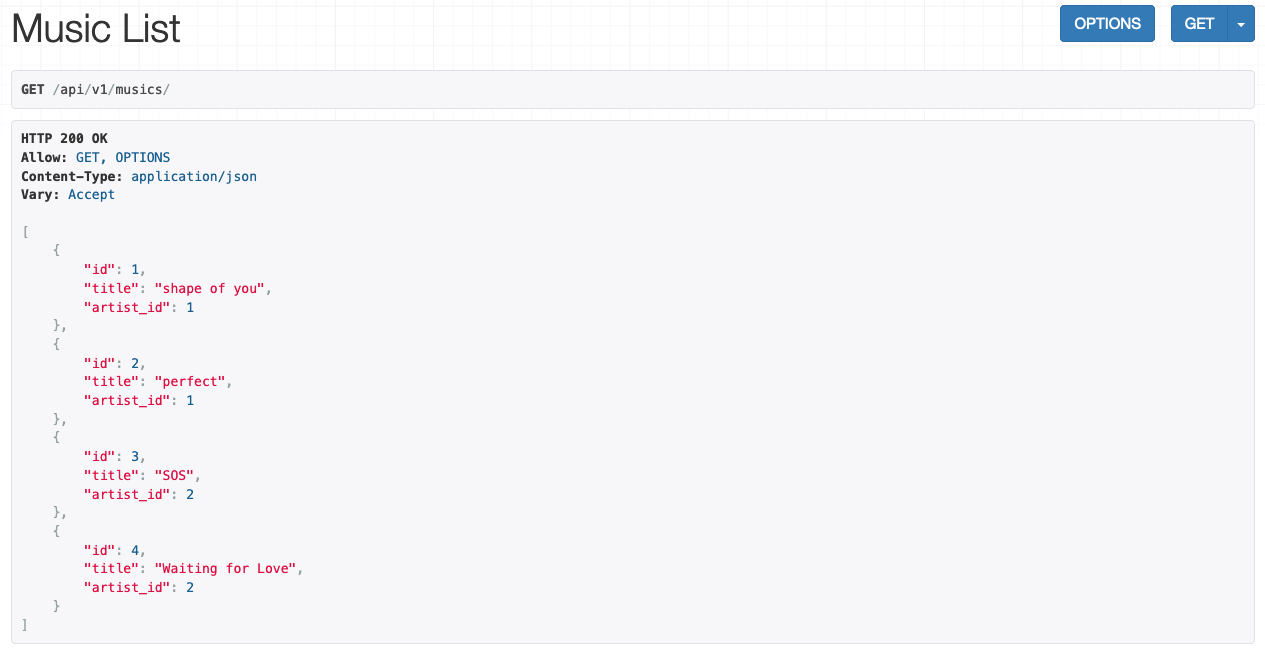 Music List
OPTIONS
GET
GET /api/v1/musics/
HTTP 200 OK
Allow: GET, OPTIONS
Content-Type: application/json
Vary: Accept
[
    {
        "id": 1,
        "title": "shape of you",
        "artist_id": 1
    },
    {
        "id": 2,
        "title": "perfect",
        "artist_id": 1
    },
    {
        "id": 3,
        "title": "SOS",
        "artist_id": 2
    },
    {
        "id": 4,
        "title": "Waiting for Love",
        "artist_id": 2
    }
]